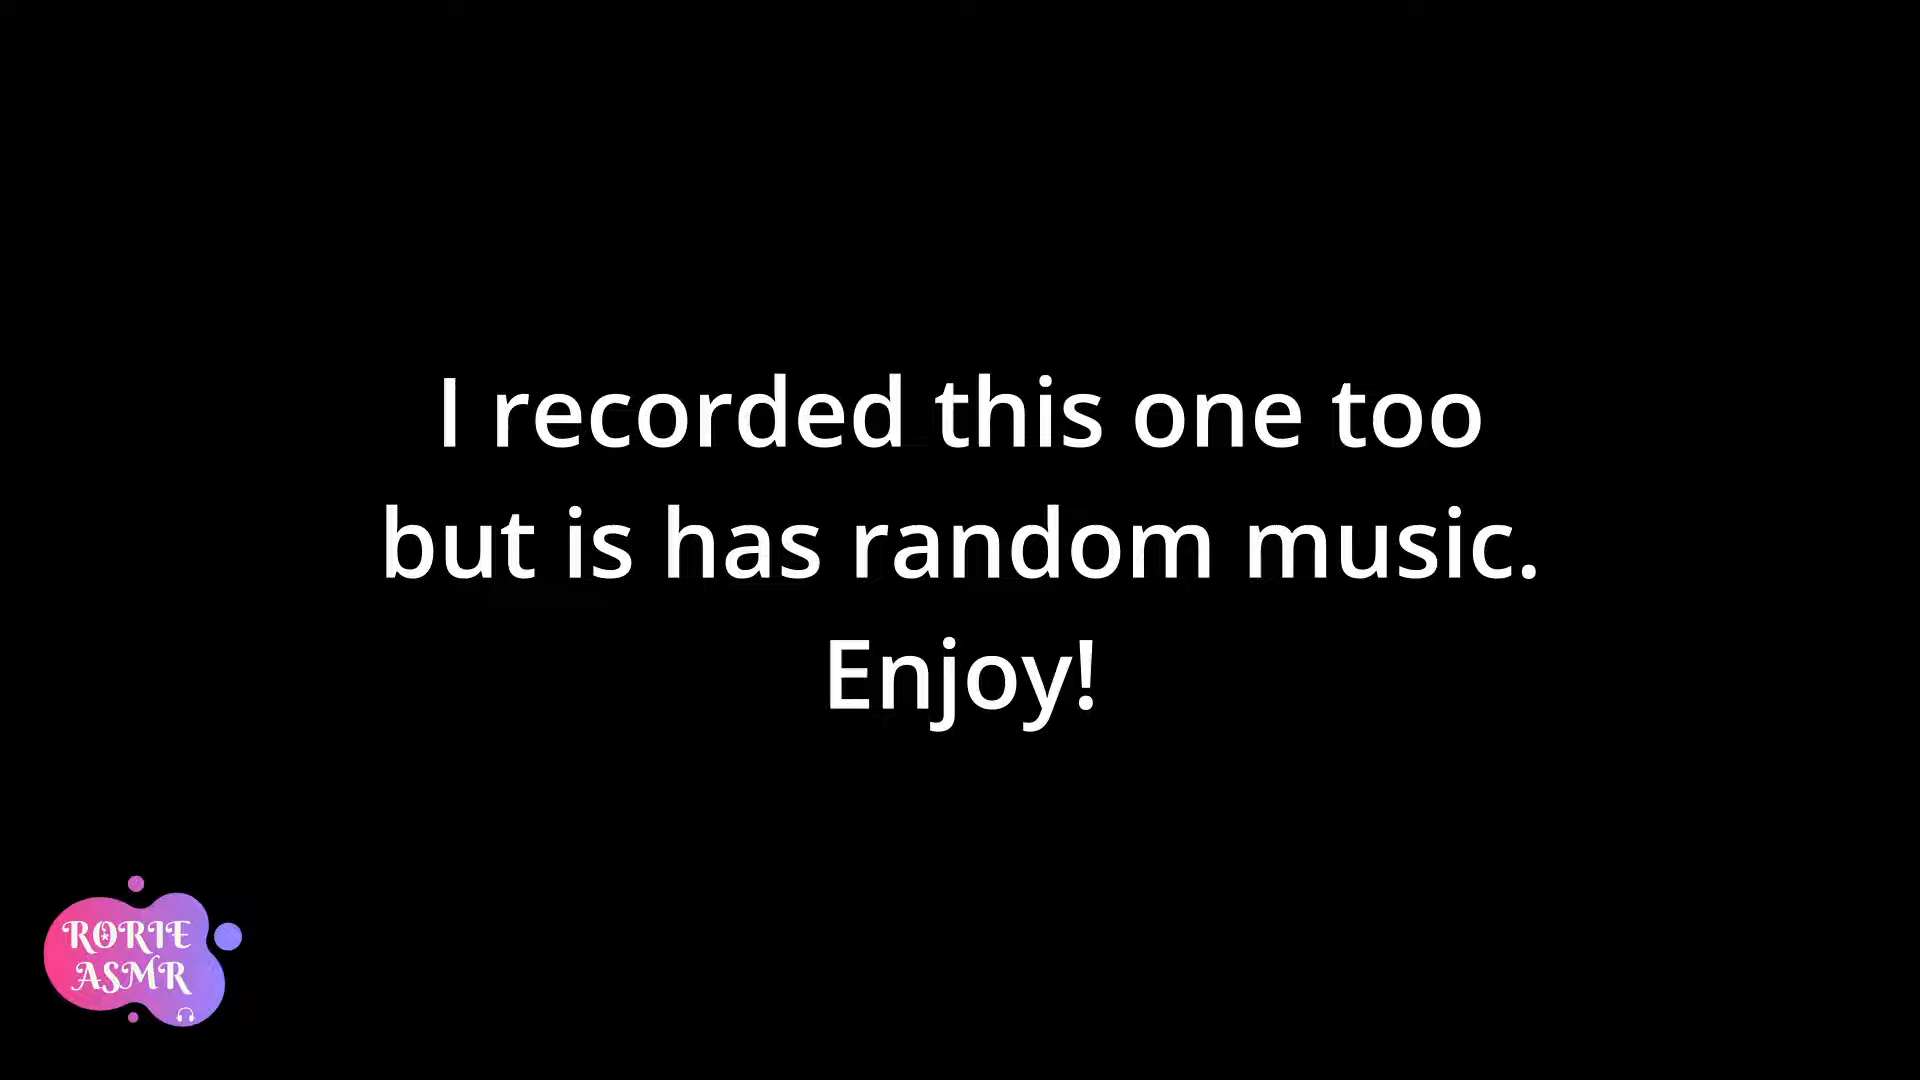 I recorded this one too
but is has random music.
Enjoy!
RORIE
ASMR